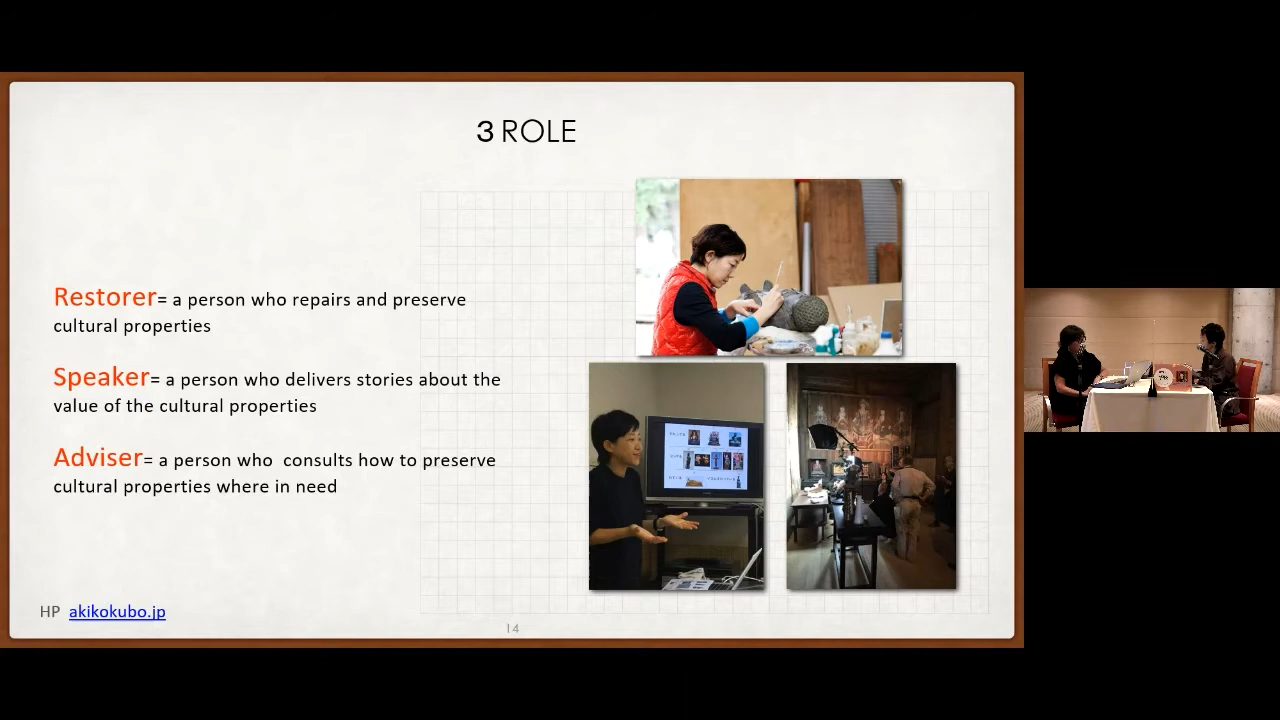 3 ROLE
Restorer= a person who repairs and preserve
cultural properties
Speaker= a person who delivers stories about the
value of the cultural properties
Adviser= a person who  consults how to preserve
cultural properties where in need
HP akikokubo.jp
14